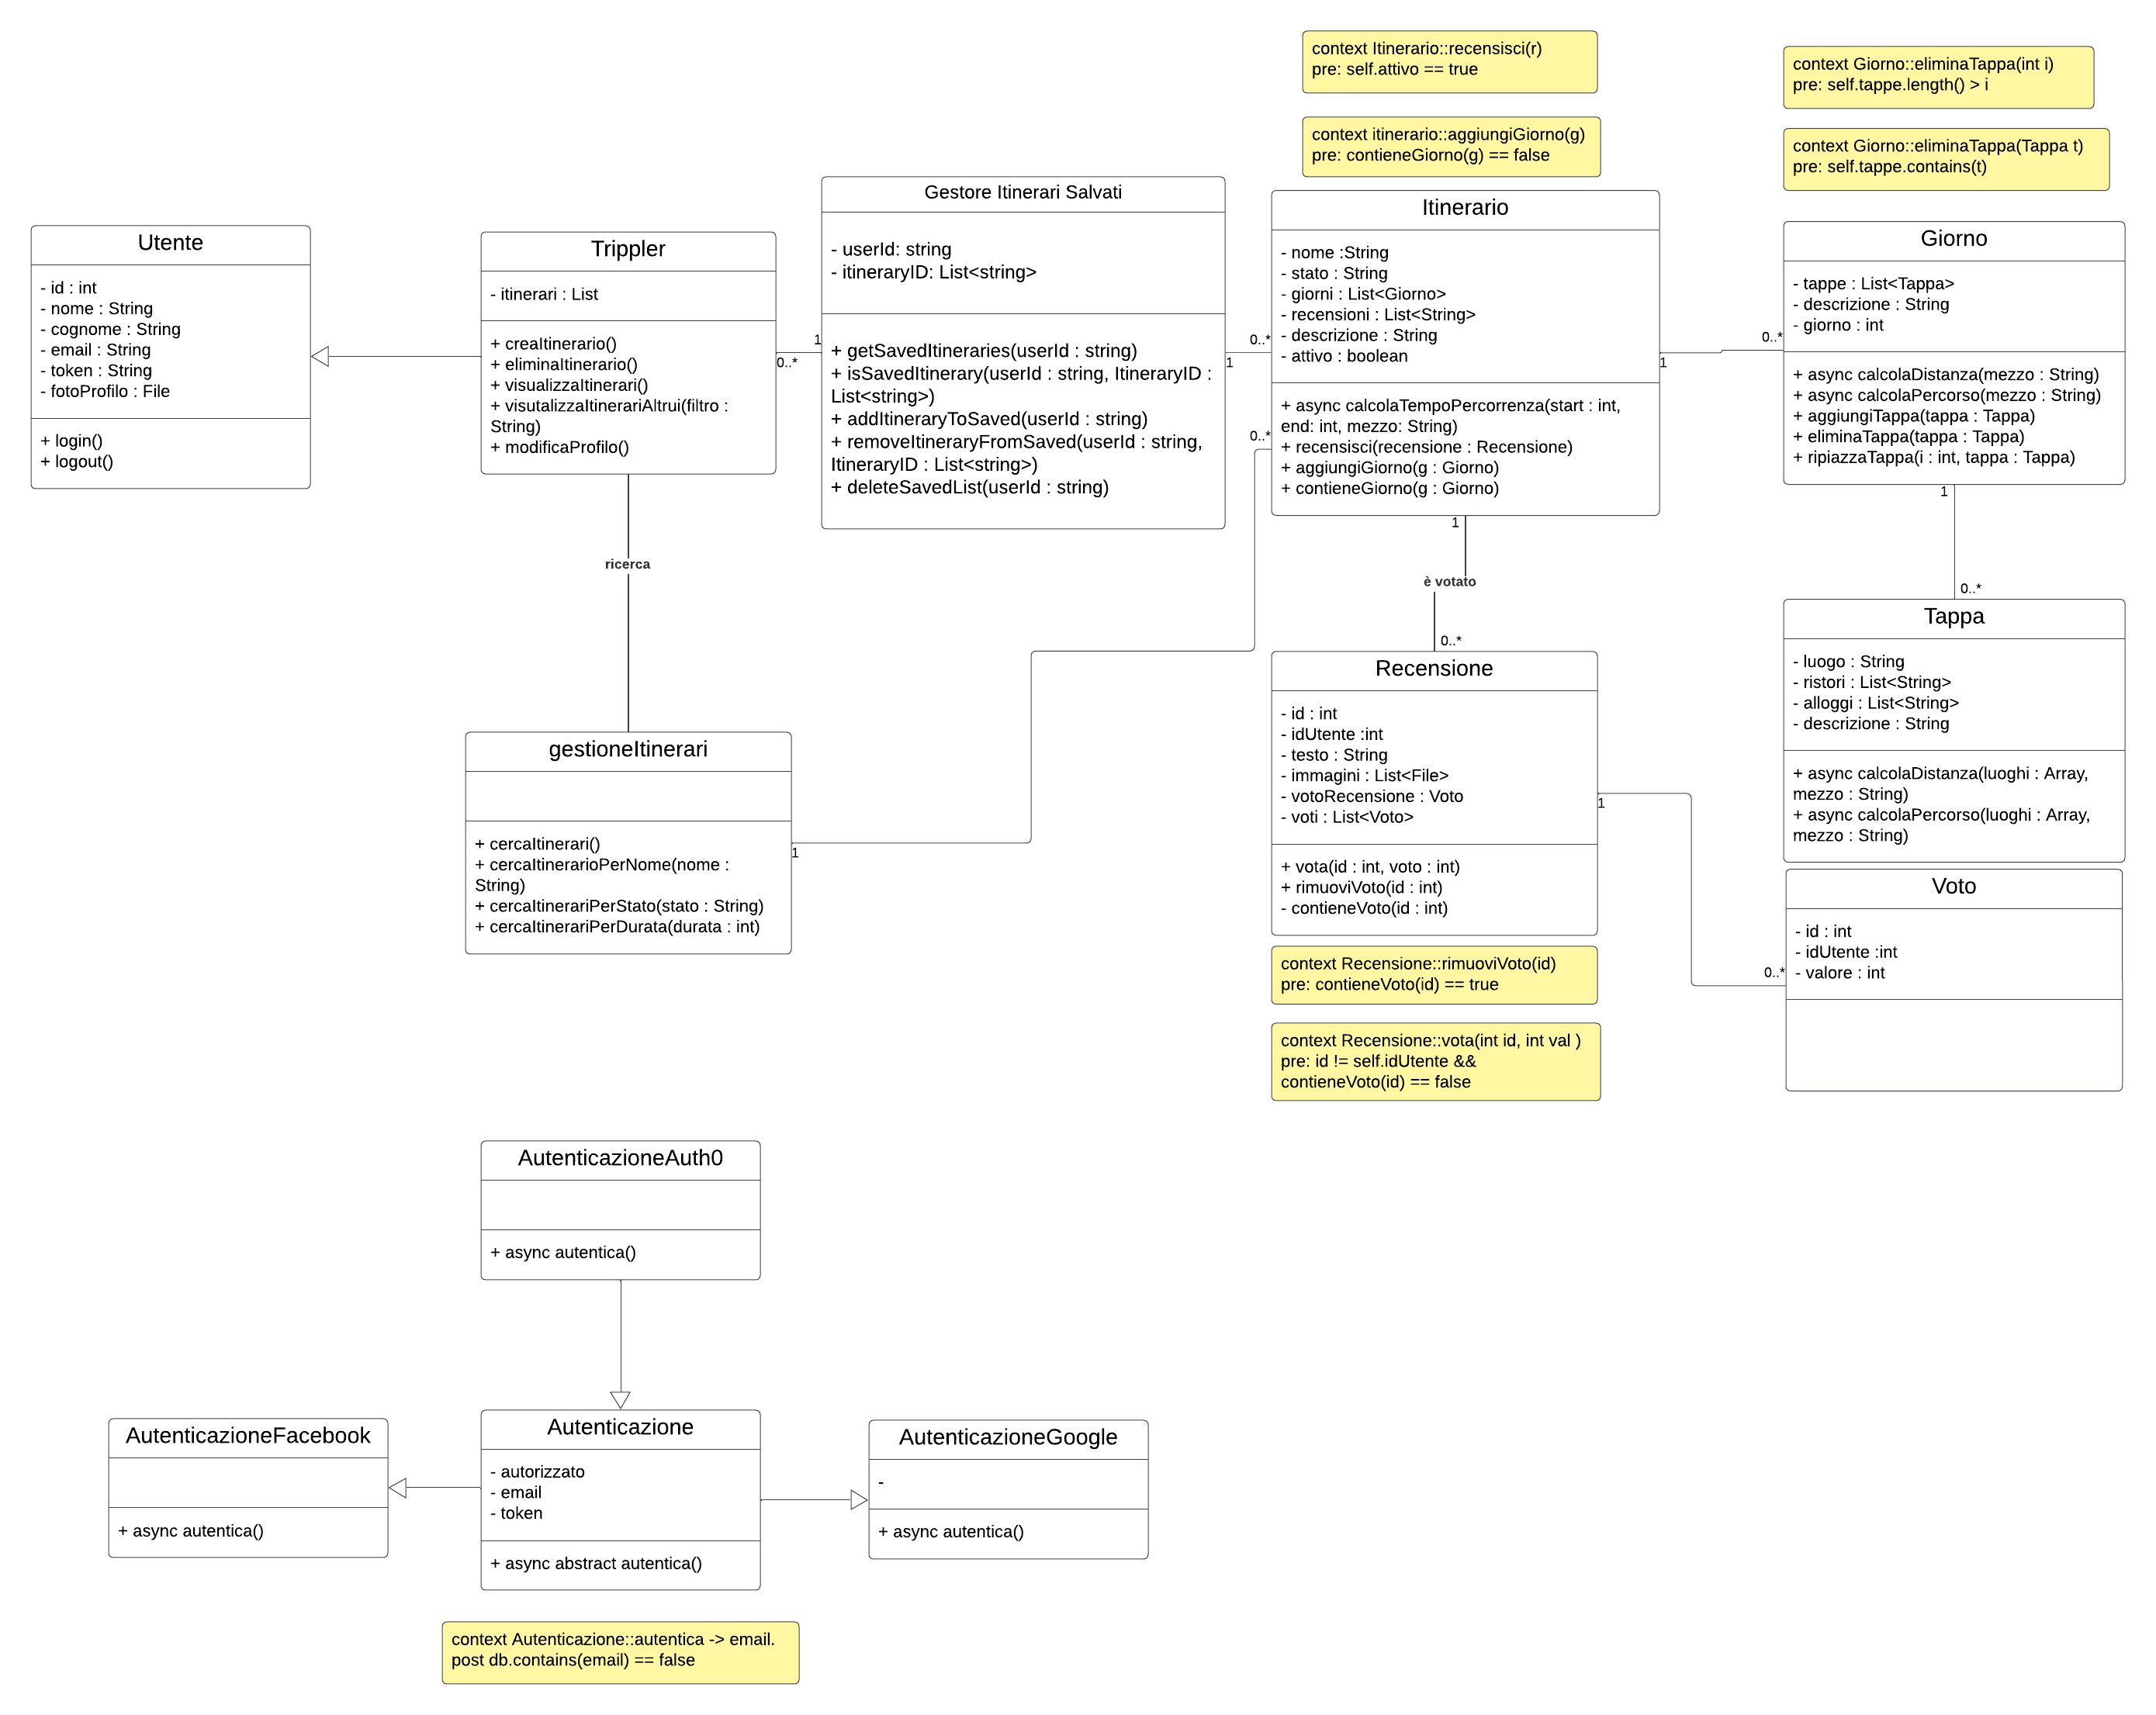 context Itinerario::recensisci(r)
pre: self.attivo == true
context itinerario::aggiungiGiorno(g)
pre: contieneGiorno(g) == false
context Giorno::eliminaTappa(int i)
pre: self.tappe.length() > i
context Giorno::eliminaTappa(Tappa t)
pre: self.tappe.contains(t)
Utente
- id : int
- nome : String
- cognome : String
- email : String
- token : String
- fotoProfilo : File
+ login()
+ logout()
Trippler
- itinerari : List
+ creaItinerario()
+ eliminaItinerario()
+ visualizzaItinerari()
+ visutalizzaItinerariAltrui(filtro :
String)
+ modificaProfilo()
0..*
1
Gestore Itinerari Salvati
- userId: string
- itineraryID: List<string>
+ getSavedItineraries(userId : string)
+ isSavedItinerary(userId : string, ItineraryID :
List<string>)
+ addItineraryToSaved(userId : string)
+ removeItineraryFromSaved(userId : string,
ItineraryID : List<string>)
+ deleteSavedList(userId : string)
1
0..*
0..*
Itinerario
- nome :String
- stato : String
- giorni : List<Giorno>
- recensioni : List<String>
- descrizione : String
- attivo : boolean
+ async calcolaTempoPercorrenza(start : int,
end: int, mezzo: String)
+ recensisci(recensione : Recensione)
+ aggiungiGiorno(g : Giorno)
+ contieneGiorno(g : Giorno)
1
0..*
Giorno
- tappe : List<Tappa>
- descrizione : String
- giorno : int
+ async calcolaDistanza(mezzo : String)
+ async calcolaPercorso(mezzo : String)
+ aggiungiTappa(tappa : Tappa)
+ eliminaTappa(tappa : Tappa)
+ ripiazzaTappa(i : int, tappa : Tappa)
1
0..*
ricerca
1
è votato
0..*
gestioneItinerari
+ cercaItinerari()
+ cercaItinerarioPerNome(nome :
String)
+ cercaItinerariPerStato(stato : String)
+ cercaItinerariPerDurata(durata : int)
1
Recensione
- id : int
- idUtente :int
- testo : String
- immagini : List<File>
- votoRecensione : Voto
- voti : List<Voto>
+ vota(id : int, voto : int)
+ rimuoviVoto(id : int)
- contieneVoto(id : int)
1
0..*
Tappa
- luogo : String
- ristori : List<String>
- alloggi : List<String>
- descrizione : String
+ async calcolaDistanza(luoghi : Array,
mezzo : String)
+ async calcolaPercorso(luoghi : Array,
mezzo : String)
Voto
- id : int
- idUtente :int
- valore : int
context Recensione::rimuoviVoto(id)
pre: contieneVoto(id) == true
context Recensione::vota(int id, int val )
pre: id != self.idUtente &&
contieneVoto(id) == false
AutenticazioneAuth0
+ async autentica()
AutenticazioneFacebook
+ async autentica()
Autenticazione
- autorizzato
- email
- token
+ async abstract autentica()
AutenticazioneGoogle
-
+ async autentica()
context Autenticazione::autentica -> email.
post db.contains(email) == false